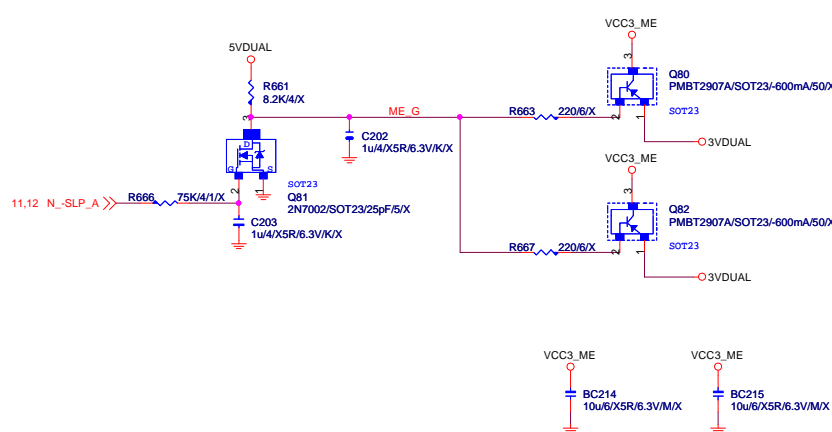 VCC3_ME
3
Q80
PMBT2907A/SOT23/-600mA/50/X
SOT23
2
1
3VDUAL
5VDUAL
R661
8.2K/4/X
ME_G
R663
220/6/X
3
D
G
S
C202
1u/4/X5R/6.3V/K/X
SOT23
Q81
2N7002/SOT23/25pF/5/X
2
1
11,12 N_-SLP_A
R666
75K/4/1/X
C203
1u/4/X5R/6.3V/K/X
VCC3_ME
3
Q82
PMBT2907A/SOT23/-600mA/50/X
SOT23
R667
220/6/X
2
1
3VDUAL
VCC3_ME
BC214
10u/6/X5R/6.3V/M/X
VCC3_ME
BC215
10u/6/X5R/6.3V/M/X